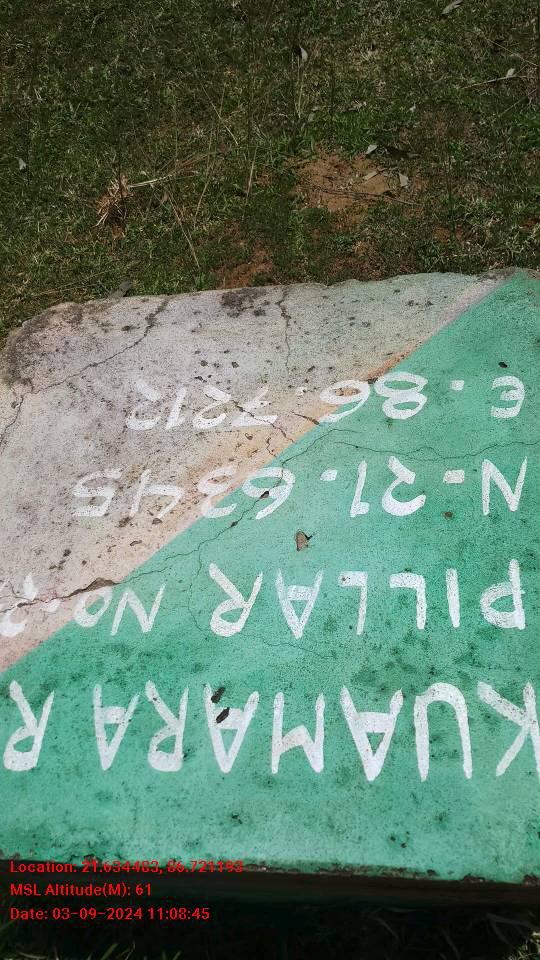 KUAMARA R
PILLAR NO-
N-21.6345
E.86.7212
Location: 21.634483, 86.721193
MSL Altitude(M): 61
Date: 03-09-2024 11:08:45